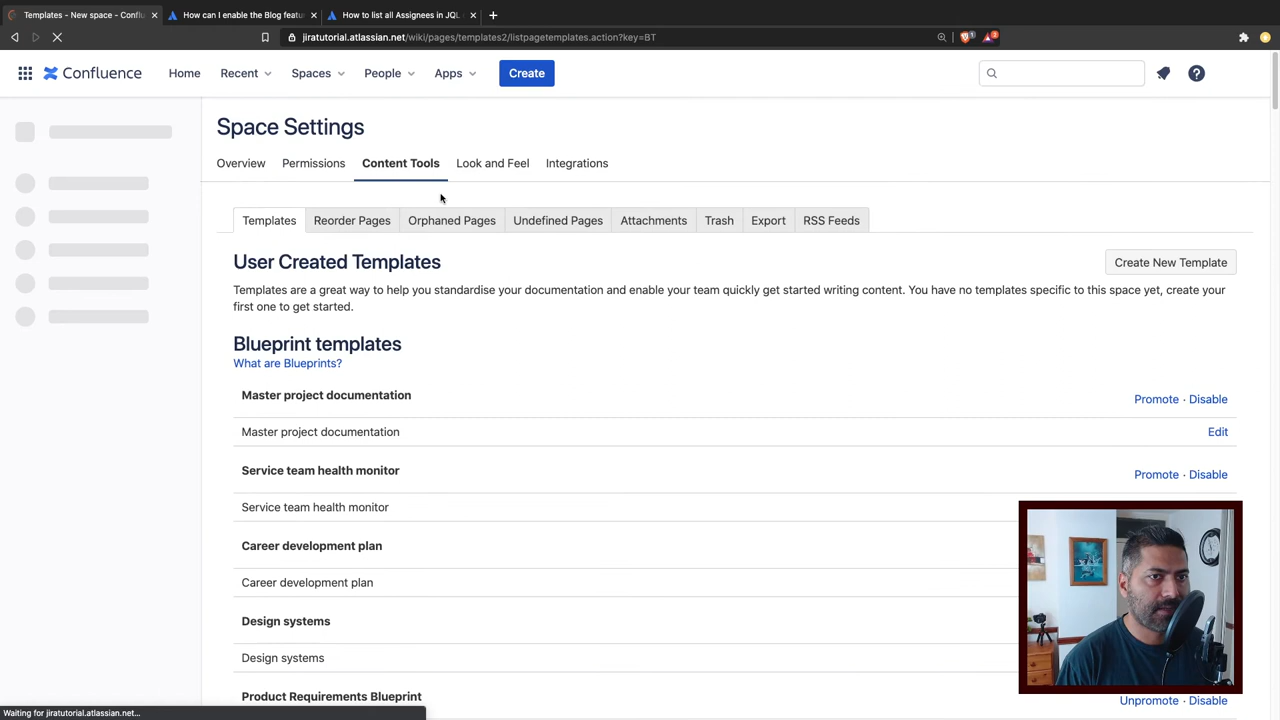 Templates - New space - Conflu
How can I enable the Blog featu
How to list all Assignees in JQL
jiratutorial.atlassian.net/wiki/pages/templates2/listpagetemplates.action?key=BT
1
3
Confluence
Home
Recent
Spaces
People
Apps
Create
Space Settings
Overview
Permissions
Content Tools
Look and Feel
Integrations
Templates
Reorder Pages
Orphaned Pages
Undefined Pages
Attachments
Trash
Export
RSS Feeds
User Created Templates
Create New Template
Templates are a great way to help you standardise your documentation and enable your team quickly get started writing content. You have no templates specific to this space yet, create your
first one to get started.
Blueprint templates
What are Blueprints?
Master project documentation
Promote · Disable
Master project documentation
Edit
Service team health monitor
Promote · Disable
Service team health monitor
Career development plan
Career development plan
Design systems
Design systems
Product Requirements Blueprint
Unpromote · Disable
Waiting for jiratutorial.atlassian.net...